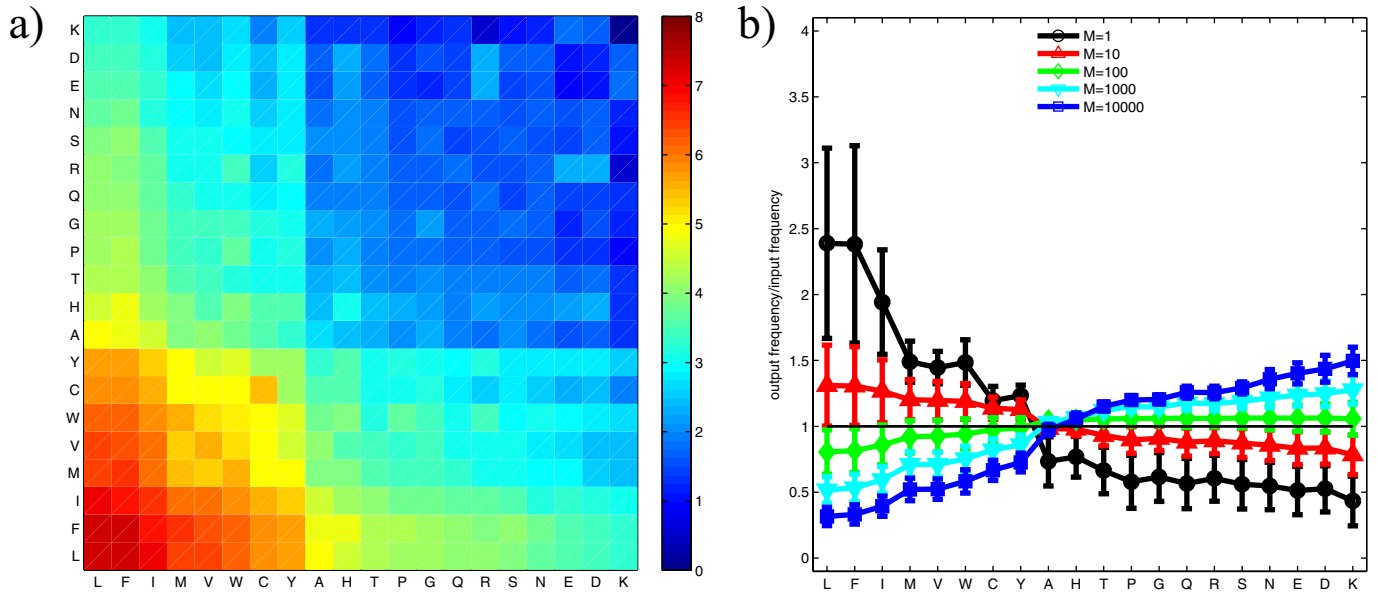 a)
K
D
E
N
S
R
Q
G
P
T
H
A
Y
C
W
V
M
I
F
L
L F I M V W C Y A H T P G Q R S N E D K
8
7
6
5
4
3
2
1
0
b)
output frequency/input frequency
4
3.5
3
2.5
2
1.5
1
0.5
0
M=1
M=10
M=100
M=1000
M=10000
L F I M V W C Y A H T P G Q R S N E D K